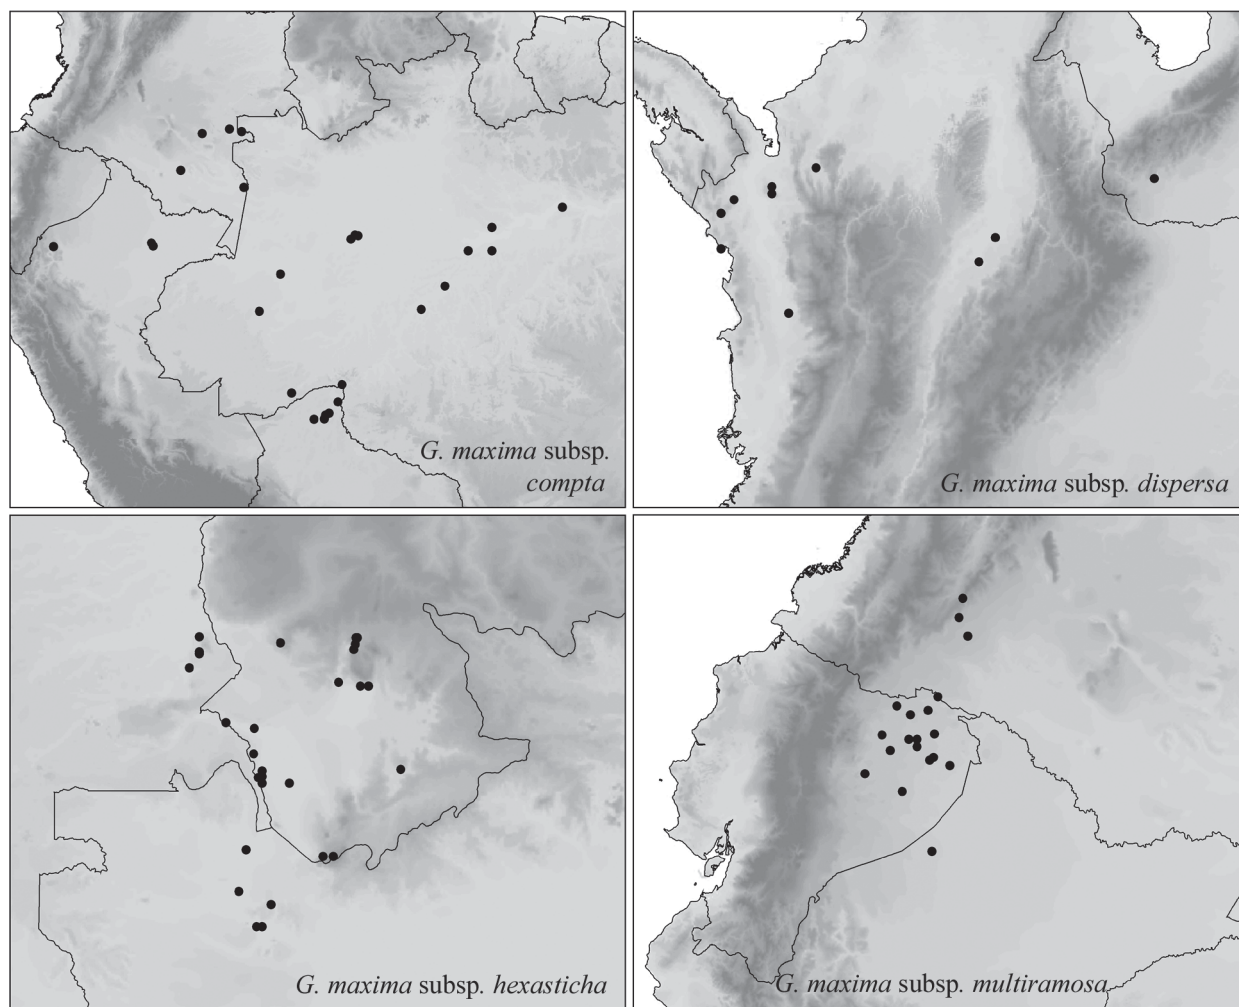 G. maxima subsp.
compta
G. maxima subsp. dispersa
G. maxima subsp. hexasticha
G. maxima subsp. multiramosa